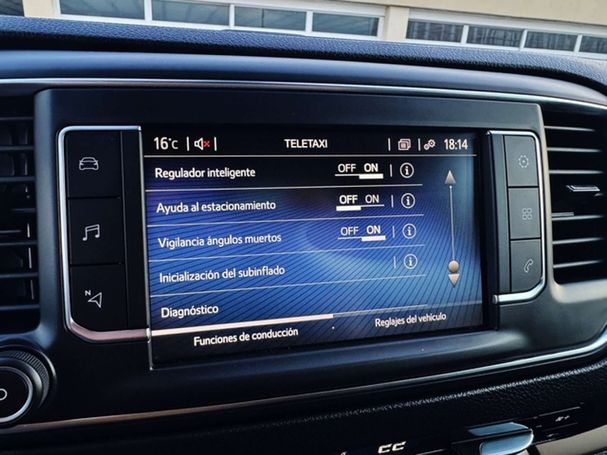 16°C TELETAXI 18:14
Regulador inteligente OFF ON
Ayuda al estacionamiento OFF ON
Vigilancia ángulos muertos OFF ON
Inicialización del subinflado
Diagnóstico
Funciones de conducción Reglajes del vehículo
N